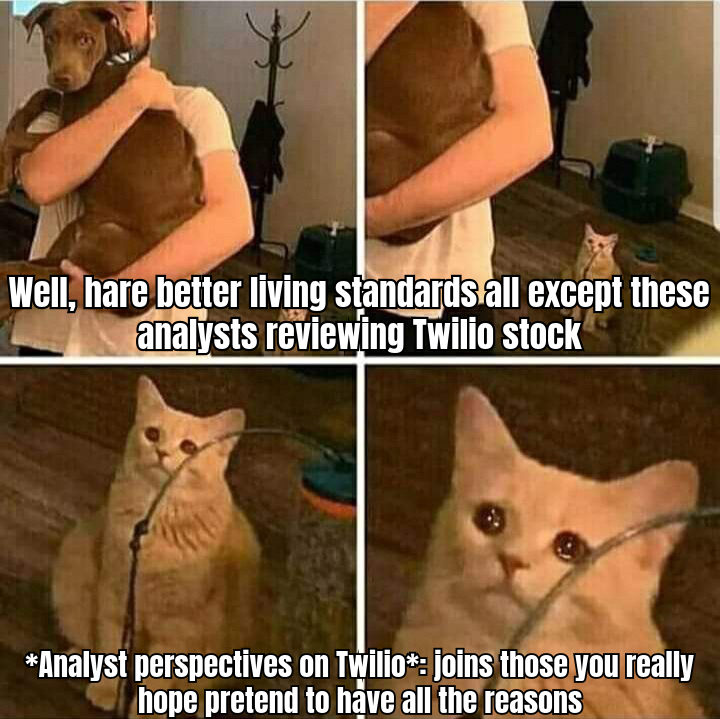 Well, hare better living standards all except these
analysts reviewing Twilio stock
*Analyst perspectives on Twilio*: joins those you really
hope pretend to have all the reasons